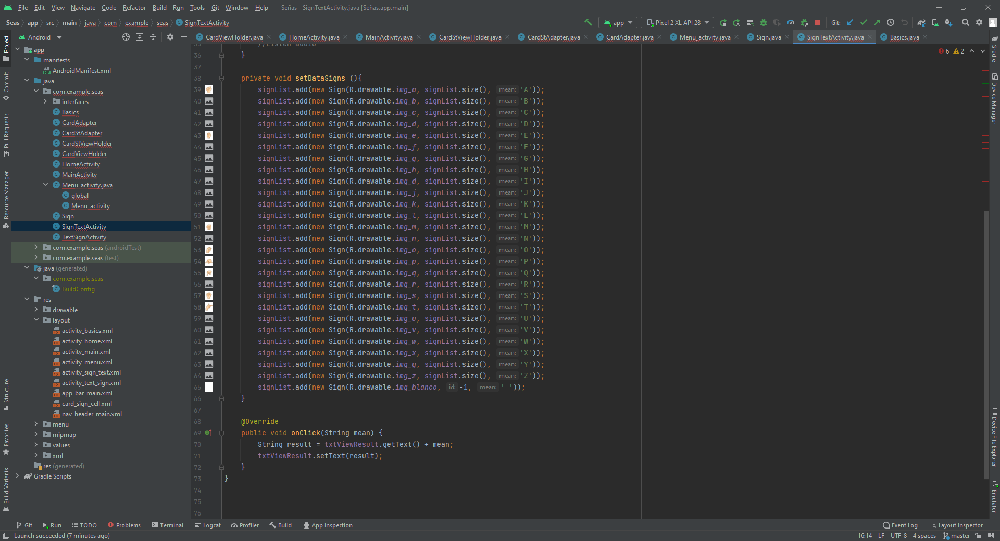 File Edit View Navigate Code Refactor Build Run Tools Git Window Help Señas - SignTextActivity.java [Señas.app.main]
Seas app src main java com example seas SignTextActivity app Pixel 2 XL API 28 Git:
Android
CardViewHolder.java HomeActivity.java MainActivity.java CardStViewHolder.java CardStAdapter.java CardAdapter.java Menu_activity.java Sign.java SignTextActivity.java Basics.java
Project
Commit
Pull Requests
Resource Manager
Structure
Favorites
Build Variants
app
manifests
AndroidManifest.xml
java
com.example.seas
interfaces
Basics
CardAdapter
CardStAdapter
CardStViewHolder
CardViewHolder
HomeActivity
MainActivity
Menu_activity.java
global
Menu_activity
Sign
SignTextActivity
TextSignActivity
com.example.seas (androidTest)
com.example.seas (test)
java (generated)
com.example.seas
BuildConfig
res
drawable
layout
activity_basics.xml
activity_home.xml
activity_main.xml
activity_menu.xml
activity_sign_text.xml
activity_text_sign.xml
app_bar_main.xml
card_sign_cell.xml
nav_header_main.xml
menu
mipmap
values
xml
res (generated)
Gradle Scripts
35 //Listen audio
36 }
37
38 private void setDataSigns (){
39 signList.add(new Sign(R.drawable.img_a, signList.size(), mean: 'A'));
40 signList.add(new Sign(R.drawable.img_b, signList.size(), mean: 'B'));
41 signList.add(new Sign(R.drawable.img_c, signList.size(), mean: 'C'));
42 signList.add(new Sign(R.drawable.img_d, signList.size(), mean: 'D'));
43 signList.add(new Sign(R.drawable.img_e, signList.size(), mean: 'E'));
44 signList.add(new Sign(R.drawable.img_f, signList.size(), mean: 'F'));
45 signList.add(new Sign(R.drawable.img_g, signList.size(), mean: 'G'));
46 signList.add(new Sign(R.drawable.img_h, signList.size(), mean: 'H'));
47 signList.add(new Sign(R.drawable.img_d, signList.size(), mean: 'I'));
48 signList.add(new Sign(R.drawable.img_j, signList.size(), mean: 'J'));
49 signList.add(new Sign(R.drawable.img_k, signList.size(), mean: 'K'));
50 signList.add(new Sign(R.drawable.img_l, signList.size(), mean: 'L'));
51 signList.add(new Sign(R.drawable.img_m, signList.size(), mean: 'M'));
52 signList.add(new Sign(R.drawable.img_n, signList.size(), mean: 'N'));
53 signList.add(new Sign(R.drawable.img_o, signList.size(), mean: 'O'));
54 signList.add(new Sign(R.drawable.img_p, signList.size(), mean: 'P'));
55 signList.add(new Sign(R.drawable.img_q, signList.size(), mean: 'Q'));
56 signList.add(new Sign(R.drawable.img_r, signList.size(), mean: 'R'));
57 signList.add(new Sign(R.drawable.img_s, signList.size(), mean: 'S'));
58 signList.add(new Sign(R.drawable.img_t, signList.size(), mean: 'T'));
59 signList.add(new Sign(R.drawable.img_u, signList.size(), mean: 'U'));
60 signList.add(new Sign(R.drawable.img_v, signList.size(), mean: 'V'));
61 signList.add(new Sign(R.drawable.img_w, signList.size(), mean: 'W'));
62 signList.add(new Sign(R.drawable.img_x, signList.size(), mean: 'X'));
63 signList.add(new Sign(R.drawable.img_y, signList.size(), mean: 'Y'));
64 signList.add(new Sign(R.drawable.img_z, signList.size(), mean: 'Z'));
65 signList.add(new Sign(R.drawable.img_blanco, id: -1, mean: ' '));
66 }
67
68 @Override
69 public void onClick(String mean) {
70 String result = txtViewResult.getText() + mean;
71 txtViewResult.setText(result);
72 }
73 }
74
75
76
6 2
Gradle
Device Manager
Device File Explorer
Emulator
Git Run TODO Problems Terminal Logcat Profiler Build App Inspection Event Log Layout Inspector
Launch succeeded (7 minutes ago) 16:14 LF UTF-8 4 spaces master